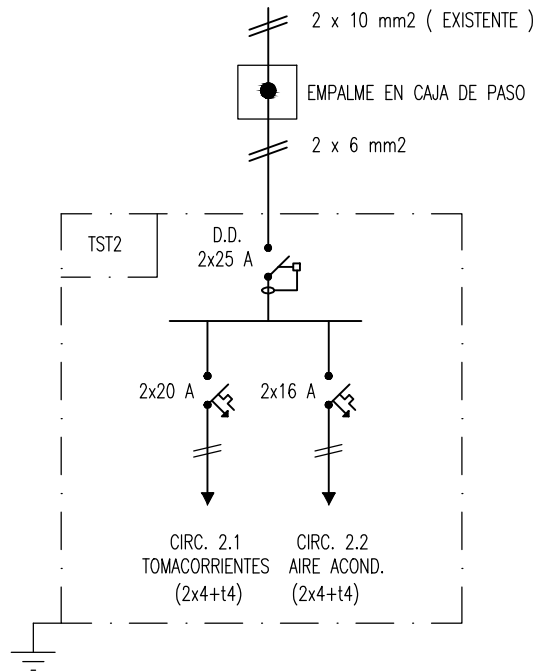 2 x 10 mm2 ( EXISTENTE )
EMPALME EN CAJA DE PASO
2 x 6 mm2
TST2
D.D.
2x25 A
2x20 A
2x16 A
CIRC. 2.1
TOMACORRIENTES
(2x4+t4)
CIRC. 2.2
AIRE ACOND.
(2x4+t4)